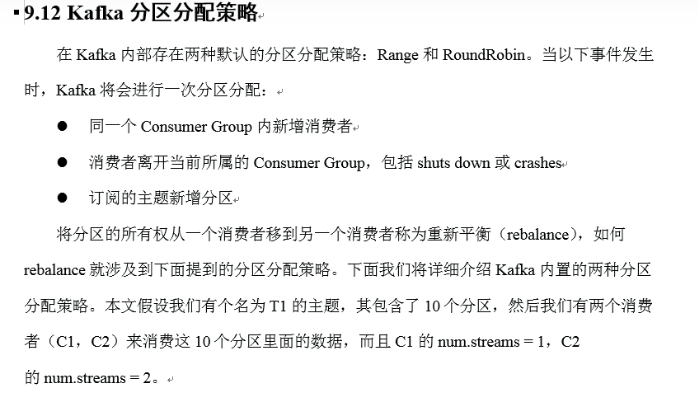 9.12 Kafka 分区分配策略
在 Kafka 内部存在两种默认的分区分配策略：Range 和 RoundRobin。当以下事件发生
时，Kafka 将会进行一次分区分配：
● 同一个 Consumer Group 内新增消费者
● 消费者离开当前所属的 Consumer Group，包括 shuts down 或 crashes
● 订阅的主题新增分区
将分区的所有权从一个消费者移到另一个消费者称为重新平衡（rebalance），如何
rebalance 就涉及到下面提到的分区分配策略。下面我们将详细介绍 Kafka 内置的两种分区
分配策略。本文假设我们有个名为 T1 的主题，其包含了 10 个分区，然后我们有两个消费
者（C1，C2）来消费这 10 个分区里面的数据，而且 C1 的 num.streams = 1，C2
的 num.streams = 2。